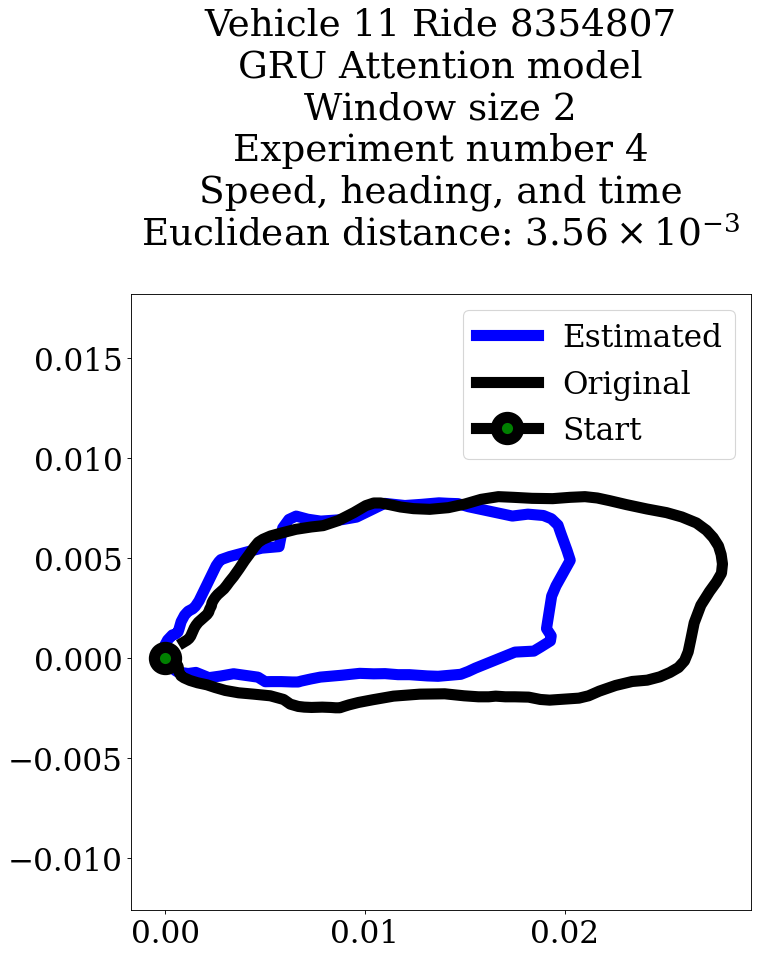 Vehicle 11 Ride 8354807
GRU Attention model
Window size 2
Experiment number 4
Speed, heading, and time
Euclidean distance: 3.56 × 10⁻³
Estimated
Original
Start
0.015
0.010
0.005
0.000
−0.005
−0.010
0.00 0.01 0.02